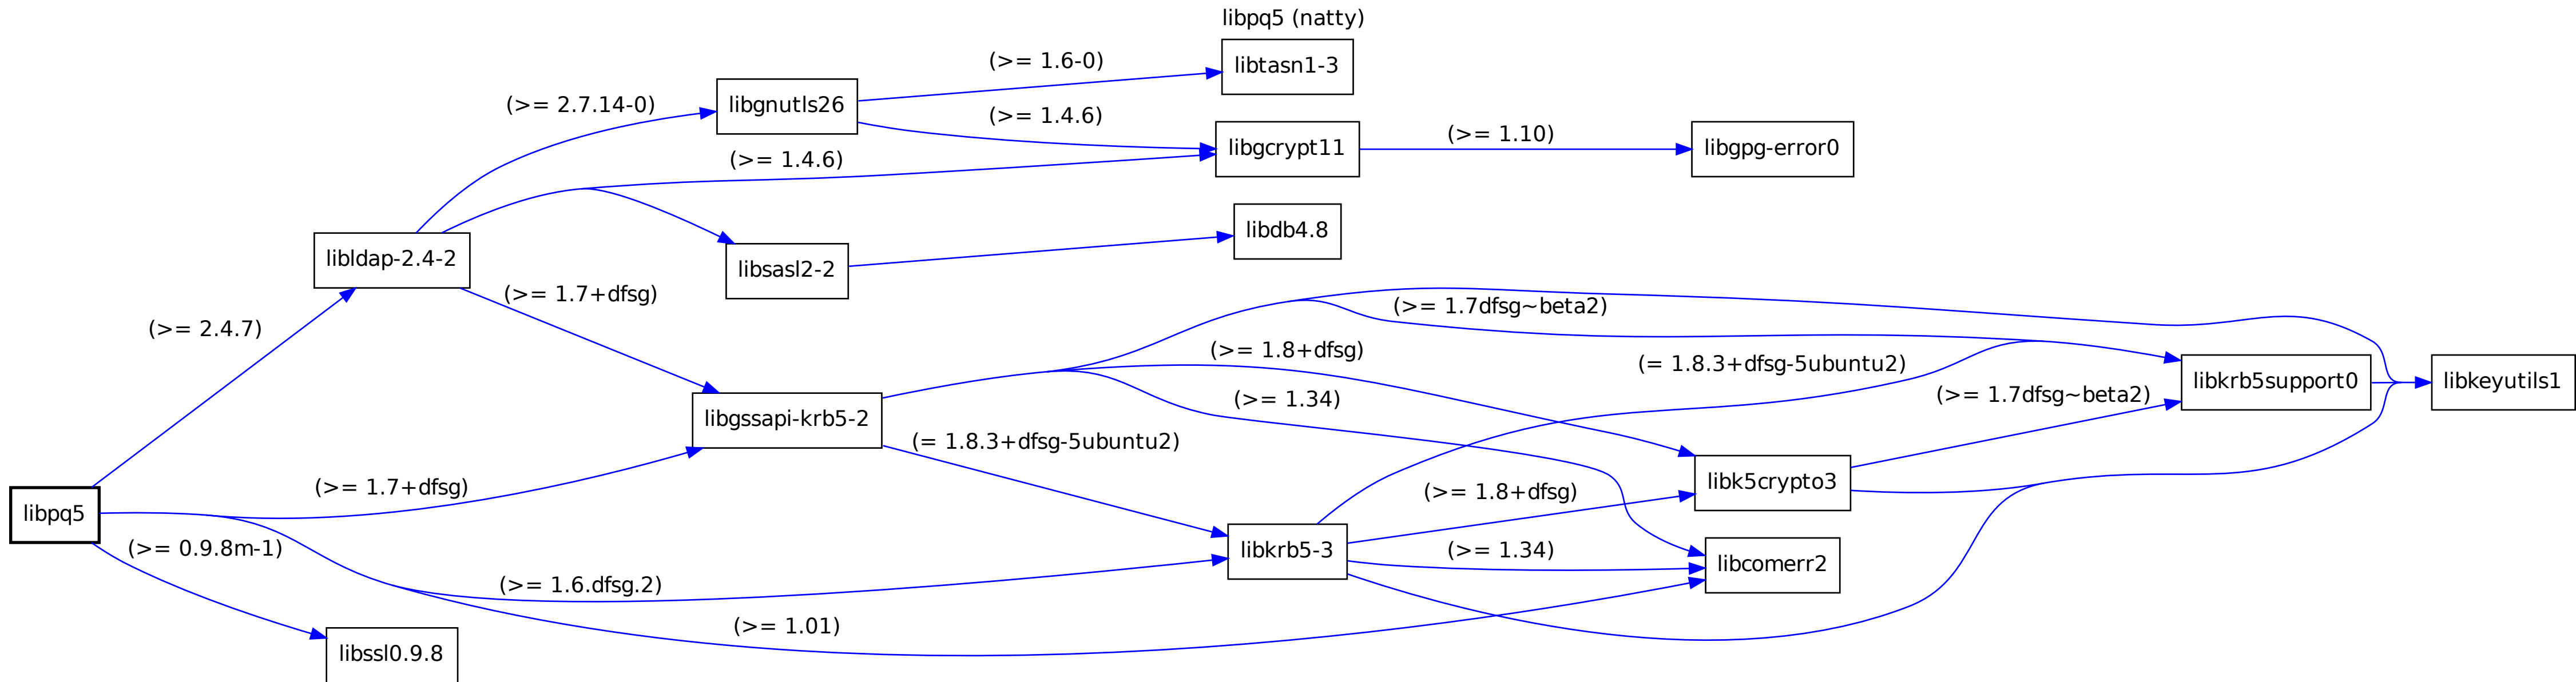 libpq5 (natty)
(>= 1.6-0)
libtasn1-3
(>= 2.7.14-0)
libgnutls26
(>= 1.4.6)
(>= 1.4.6)
libgcrypt11
(>= 1.10)
libgpg-error0
libldap-2.4-2
libsasl2-2
libdb4.8
(>= 2.4.7)
(>= 1.7+dfsg)
(>= 1.7dfsg~beta2)
(>= 1.8+dfsg)
(= 1.8.3+dfsg-5ubuntu2)
(>= 1.7dfsg~beta2)
libkrb5support0
libkeyutils1
(>= 1.34)
libgssapi-krb5-2
(= 1.8.3+dfsg-5ubuntu2)
(>= 1.7+dfsg)
(>= 1.8+dfsg)
libk5crypto3
libpq5
(>= 0.9.8m-1)
libkrb5-3
(>= 1.34)
libcomerr2
(>= 1.6.dfsg.2)
(>= 1.01)
libssl0.9.8